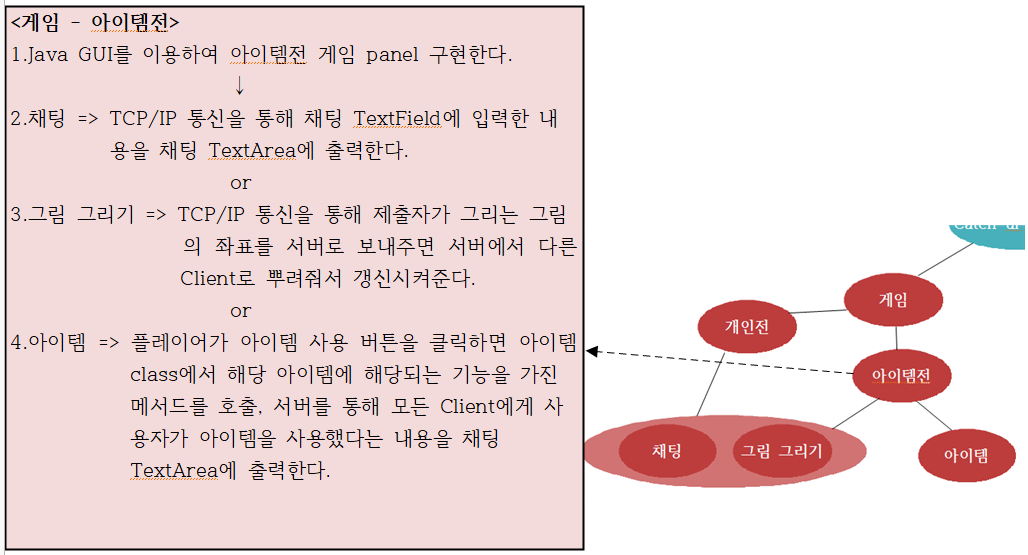 <게임 - 아이템전>
1.Java GUI를 이용하여 아이템전 게임 panel 구현한다.
↓
2.채팅 => TCP/IP 통신을 통해 채팅 TextField에 입력한 내
용을 채팅 TextArea에 출력한다.
or
3.그림 그리기 => TCP/IP 통신을 통해 제출자가 그리는 그림
의 좌표를 서버로 보내주면 서버에서 다른
Client로 뿌려줘서 갱신시켜준다.
or
4.아이템 => 플레이어가 아이템 사용 버튼을 클릭하면 아이템
class에서 해당 아이템에 해당되는 기능을 가진
메서드를 호출, 서버를 통해 모든 Client에게 사
용자가 아이템을 사용했다는 내용을 채팅
TextArea에 출력한다.
게임
개인전
아이템전
채팅
그림 그리기
아이템